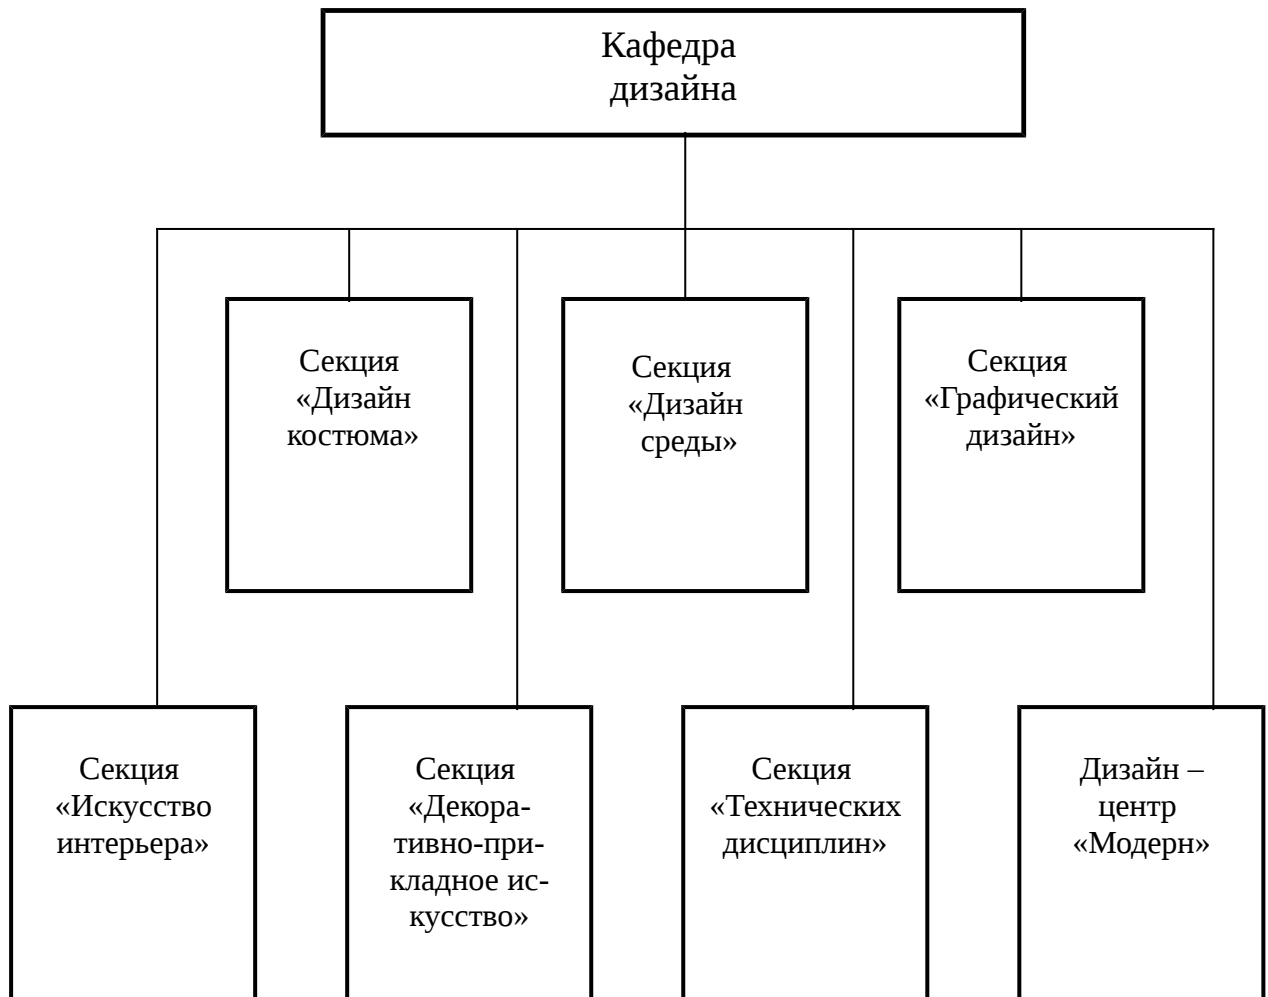 Кафедра
дизайна
Секция
«Дизайн
костюма»
Секция
«Дизайн
среды»
Секция
«Графический
дизайн»
Секция
«Искусство
интерьера»
Секция
«Декора-
тивно-при-
кладное ис-
кусство»
Секция
«Технических
дисциплин»
Дизайн –
центр
«Модерн»